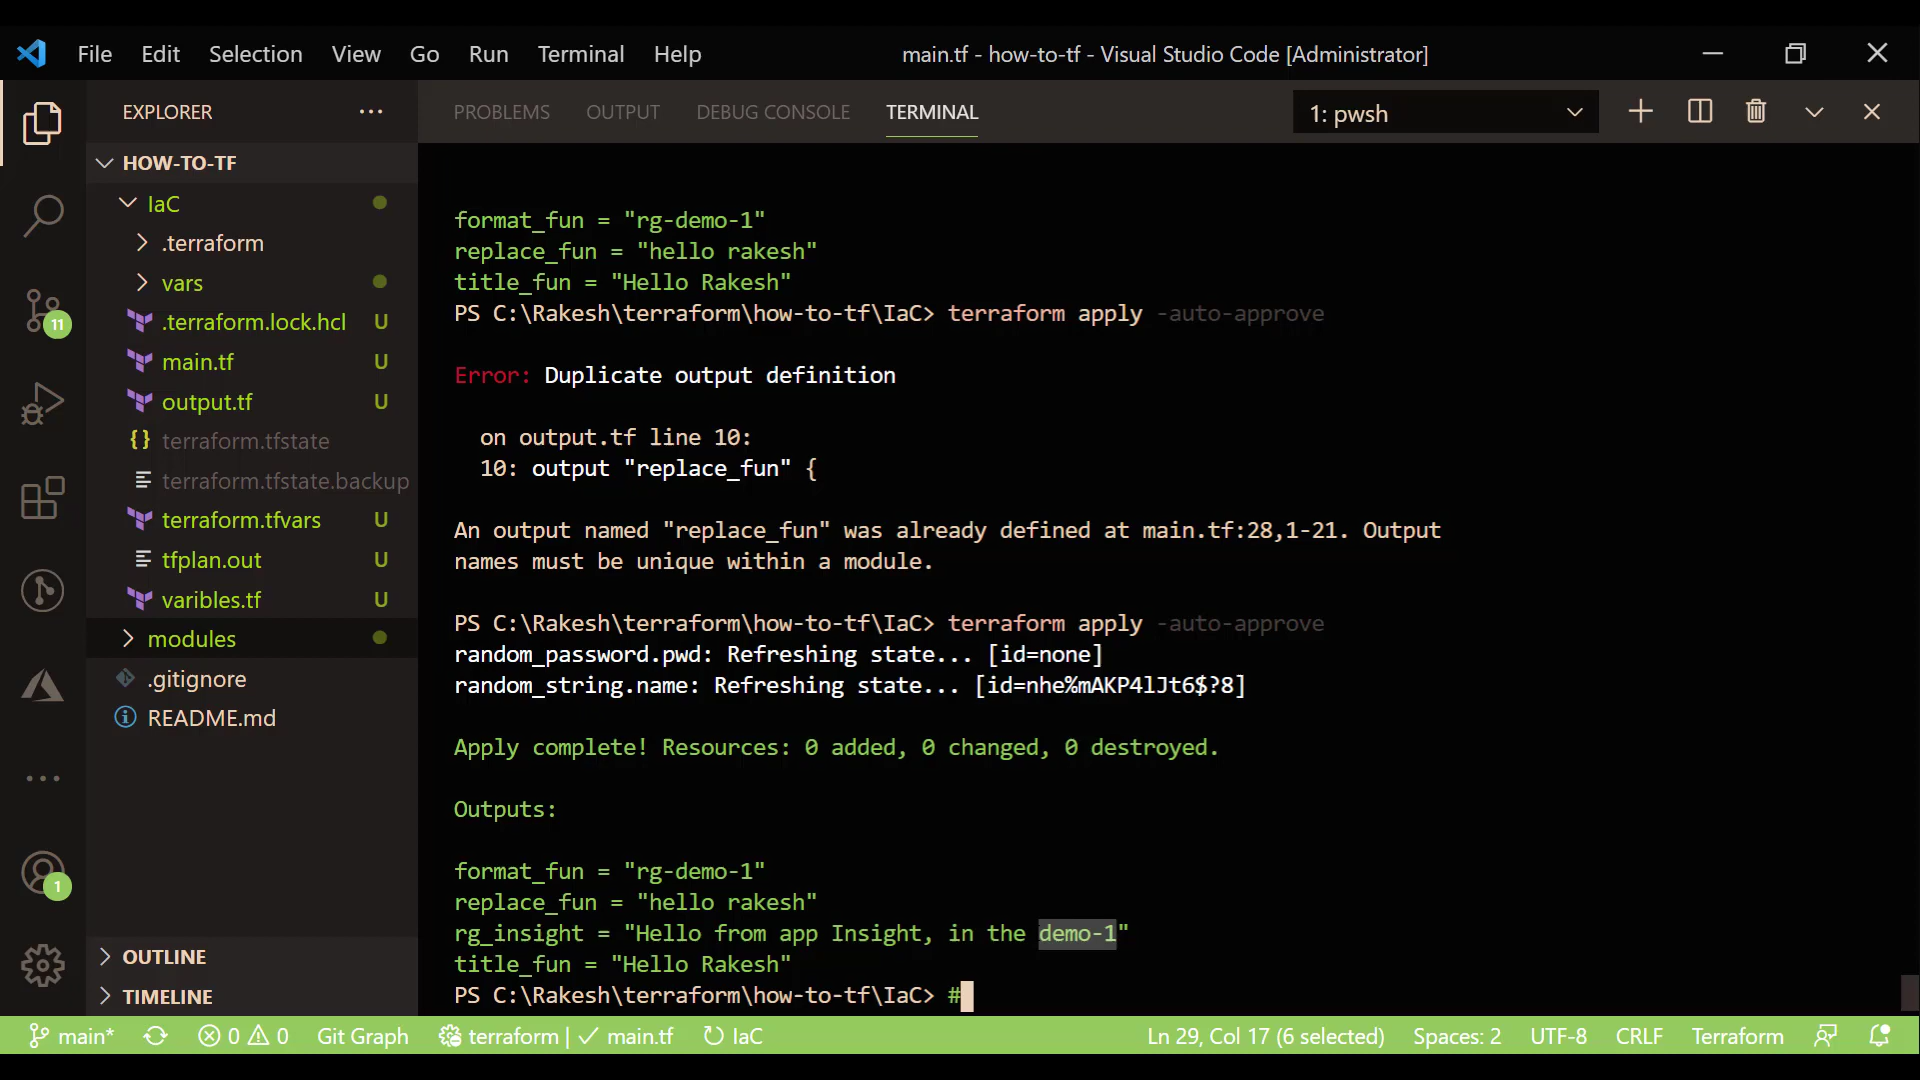 File Edit Selection View Go Run Terminal Help main.tf - how-to-tf - Visual Studio Code [Administrator]
EXPLORER ···
PROBLEMS OUTPUT DEBUG CONSOLE TERMINAL 1: pwsh
HOW-TO-TF
IaC
.terraform
vars
.terraform.lock.hcl U
main.tf U
output.tf U
{} terraform.tfstate
terraform.tfstate.backup
terraform.tfvars U
tfplan.out U
varibles.tf U
modules
.gitignore
README.md
OUTLINE
TIMELINE
11
1
format_fun = "rg-demo-1"
replace_fun = "hello rakesh"
title_fun = "Hello Rakesh"
PS C:\Rakesh\terraform\how-to-tf\IaC> terraform apply -auto-approve
Error: Duplicate output definition
on output.tf line 10:
10: output "replace_fun" {
An output named "replace_fun" was already defined at main.tf:28,1-21. Output
names must be unique within a module.
PS C:\Rakesh\terraform\how-to-tf\IaC> terraform apply -auto-approve
random_password.pwd: Refreshing state... [id=none]
random_string.name: Refreshing state... [id=nhe%mAKP4lJt6$?8]
Apply complete! Resources: 0 added, 0 changed, 0 destroyed.
Outputs:
format_fun = "rg-demo-1"
replace_fun = "hello rakesh"
rg_insight = "Hello from app Insight, in the demo-1"
title_fun = "Hello Rakesh"
PS C:\Rakesh\terraform\how-to-tf\IaC> #
main* 0 0 Git Graph terraform | main.tf IaC Ln 29, Col 17 (6 selected) Spaces: 2 UTF-8 CRLF Terraform